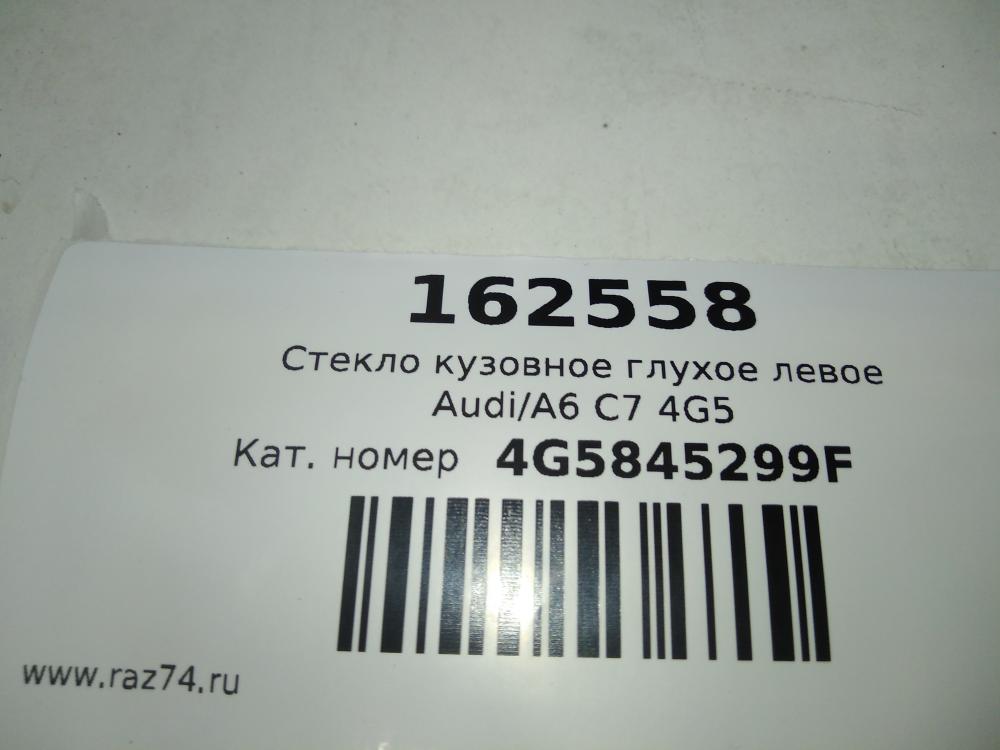 162558
Стекло кузовное глухое левое
Audi/A6 C7 4G5
Кат. номер 4G5845299F
www.raz74.ru